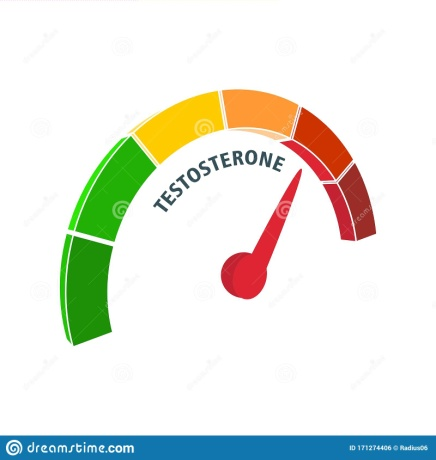 TESTOSTERONE
dreamstime.com
ID 171274406 © Radius06